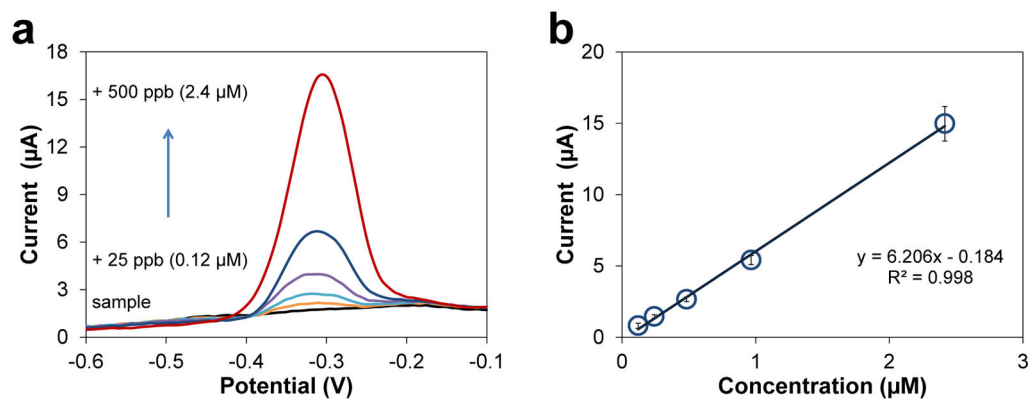 a
18
15
12
9
6
3
0
Current (µA)
+ 500 ppb (2.4 µM)
+ 25 ppb (0.12 µM)
sample
-0.6
-0.5
-0.4
-0.3
-0.2
-0.1
Potential (V)
b
20
15
10
5
0
Current (µA)
y = 6.206x - 0.184
R² = 0.998
0
1
2
3
Concentration (µM)